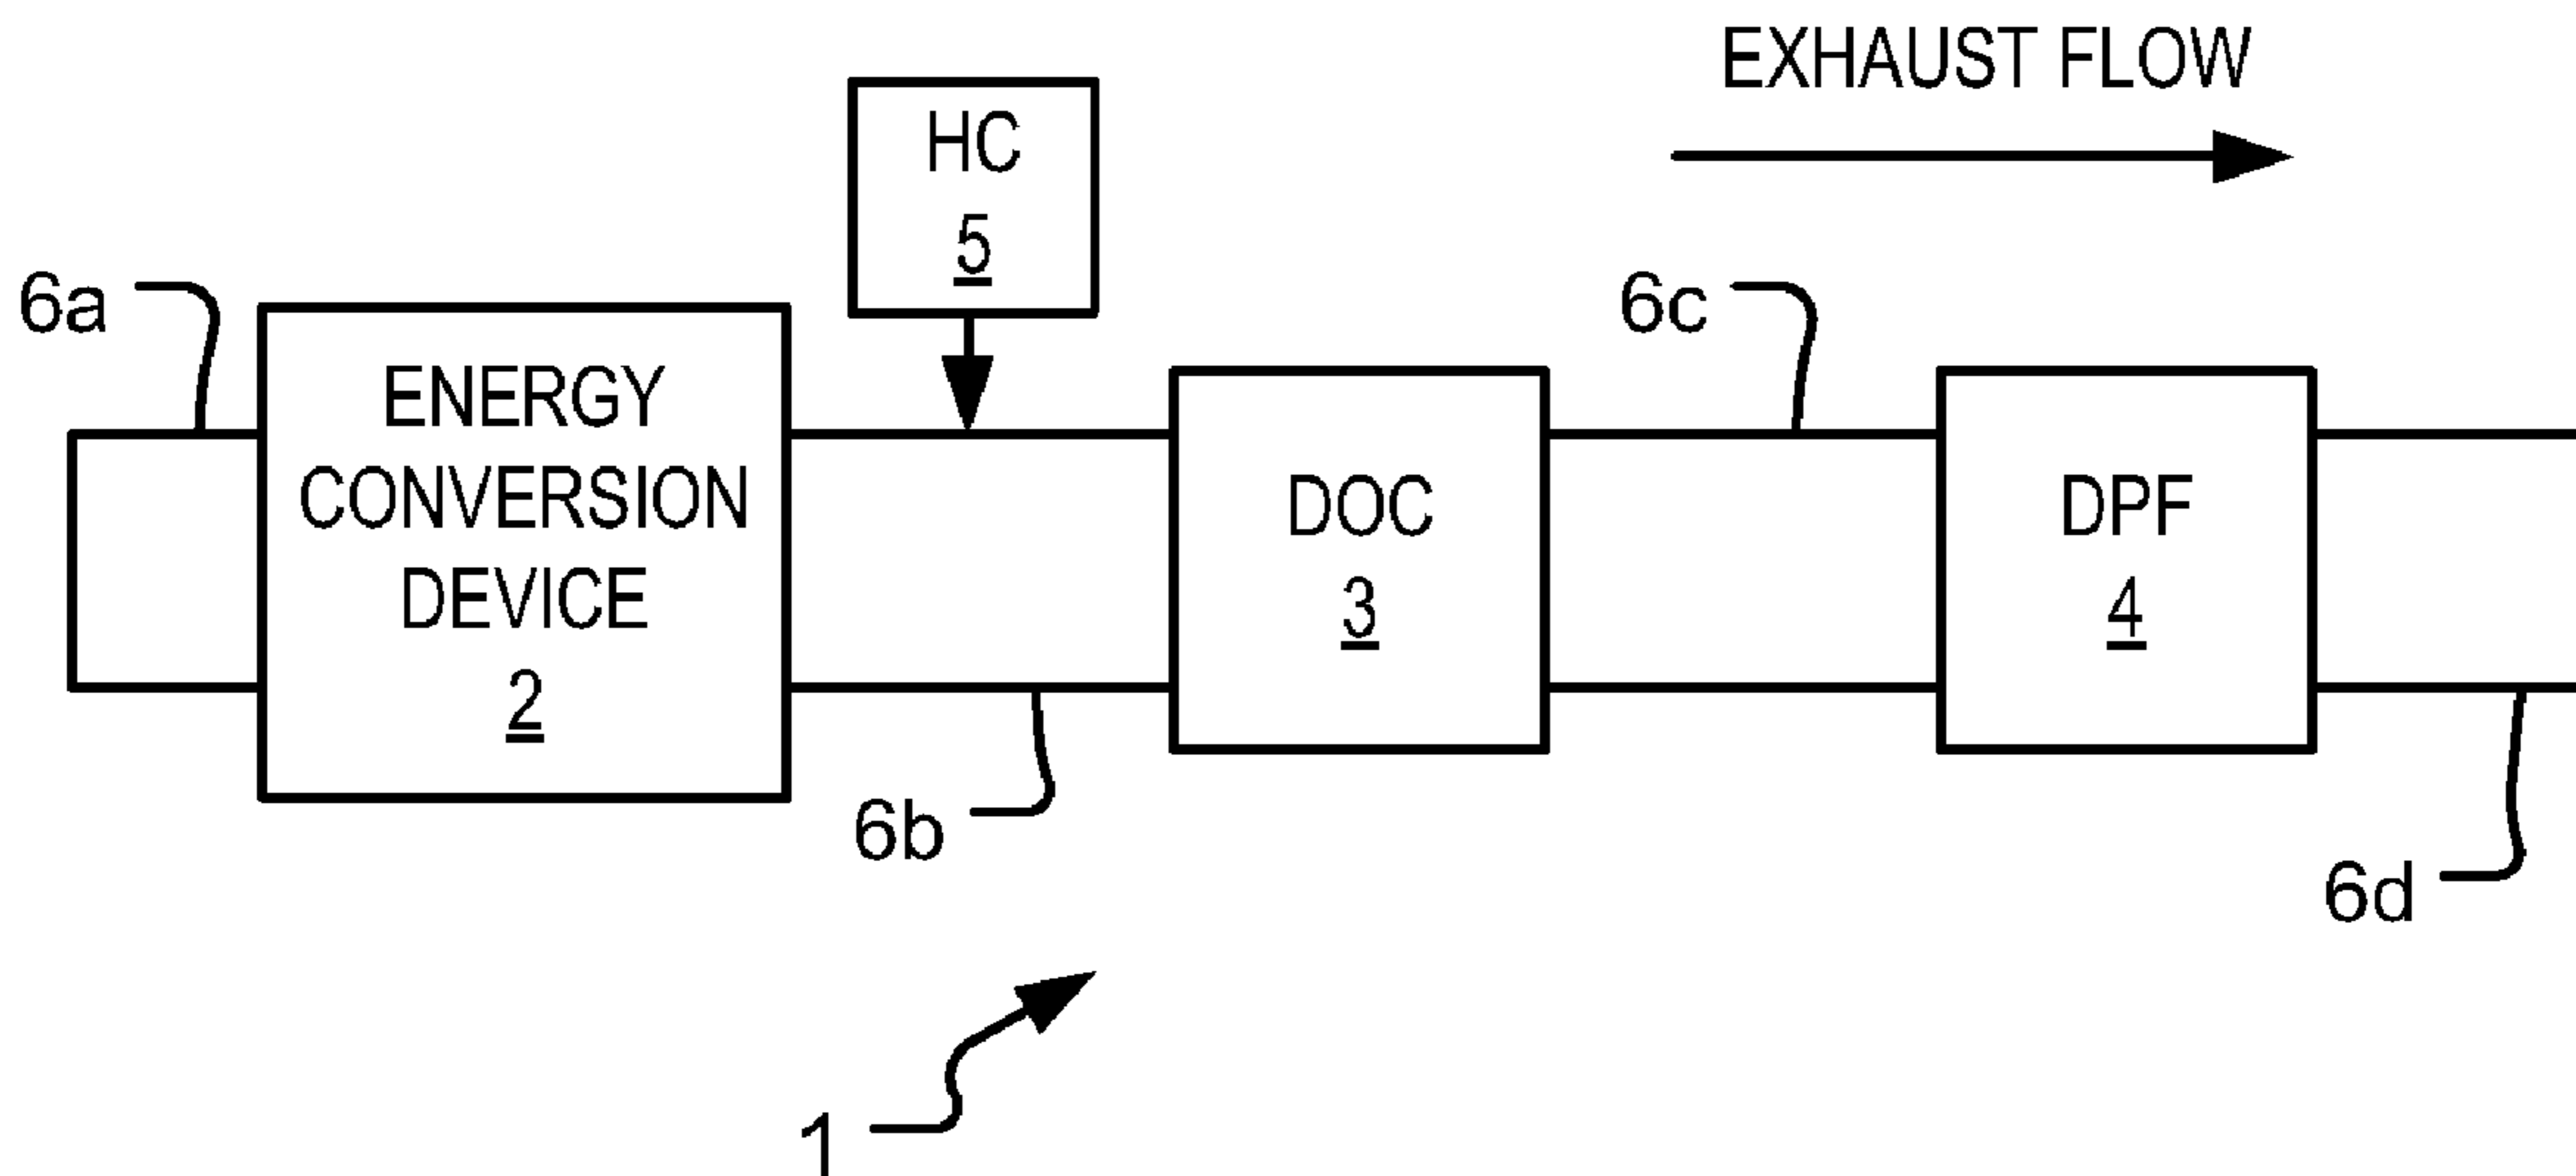 EXHAUST FLOW
HC
5
6a
6c
ENERGY
CONVERSION
DEVICE
2
DOC
3
DPF
4
6b
6d
1